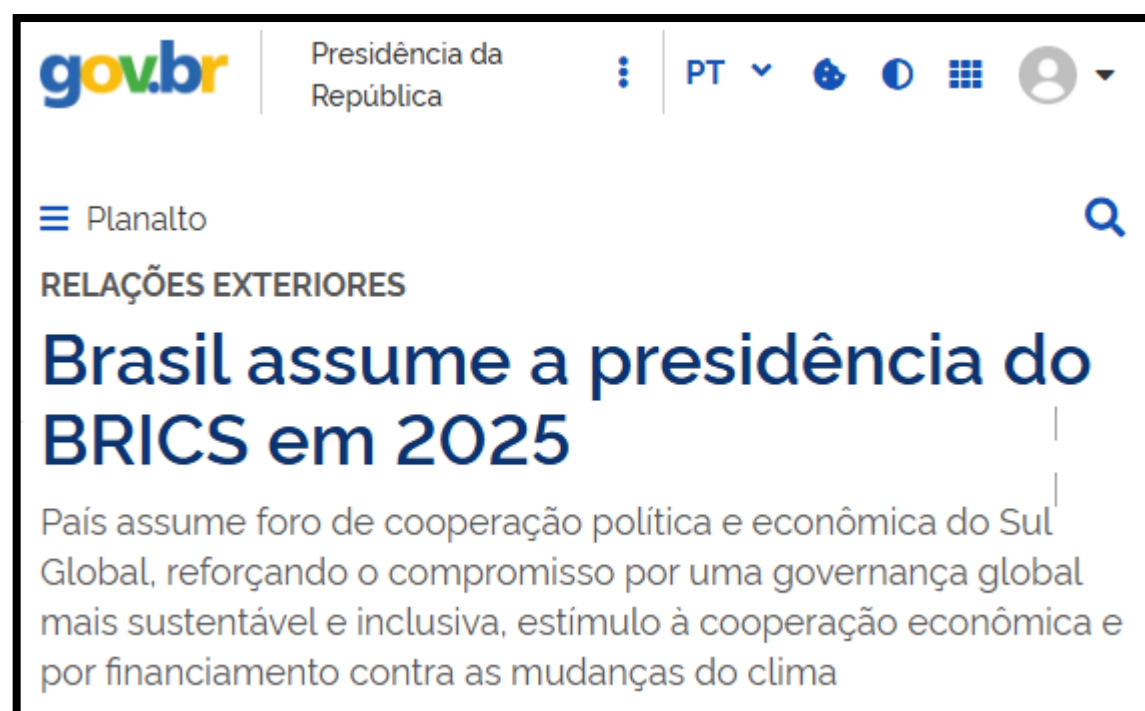 gov.br
Presidência da
República
PT
Planalto
RELAÇÕES EXTERIORES
Brasil assume a presidência do
BRICS em 2025
País assume foro de cooperação política e econômica do Sul
Global, reforçando o compromisso por uma governança global
mais sustentável e inclusiva, estímulo à cooperação econômica e
por financiamento contra as mudanças do clima